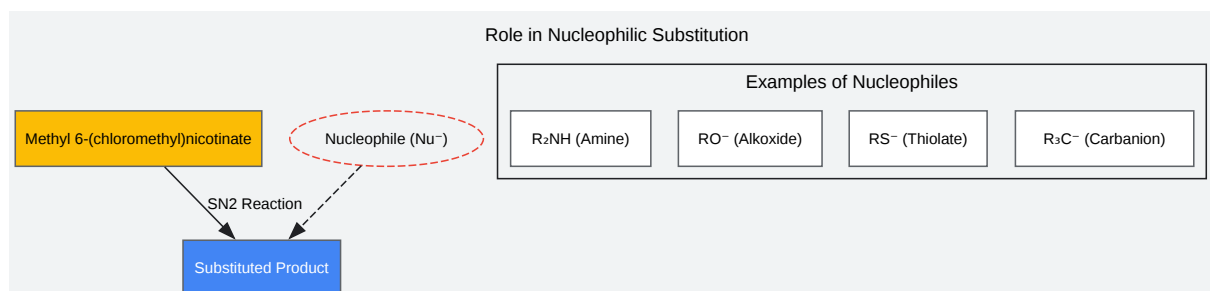 Role in Nucleophilic Substitution
Examples of Nucleophiles
Methyl 6-(chloromethyl)nicotinate
Nucleophile (Nu⁻)
R₂NH (Amine)
RO⁻ (Alkoxide)
RS⁻ (Thiolate)
R₃C⁻ (Carbanion)
SN2 Reaction
Substituted Product